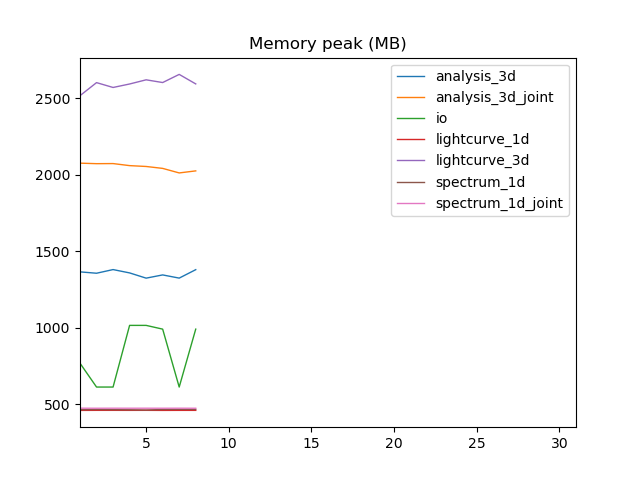 Memory peak (MB)
analysis_3d
analysis_3d_joint
io
lightcurve_1d
lightcurve_3d
spectrum_1d
spectrum_1d_joint
2500
2000
1500
1000
500
5 10 15 20 25 30